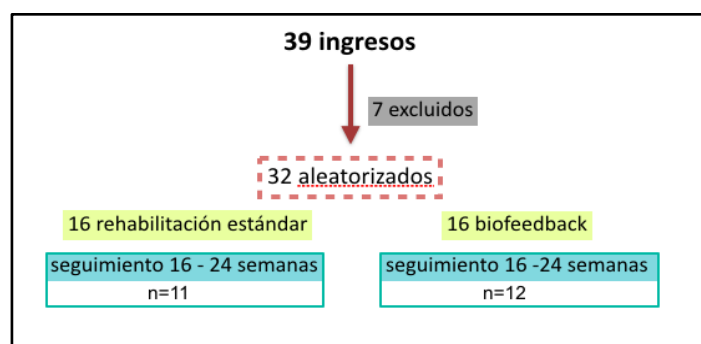 39 ingresos
7 excluidos
32 aleatorizados
16 rehabilitación estándar
16 biofeedback
seguimiento 16 - 24 semanas
seguimiento 16 -24 semanas
n=11
n=12